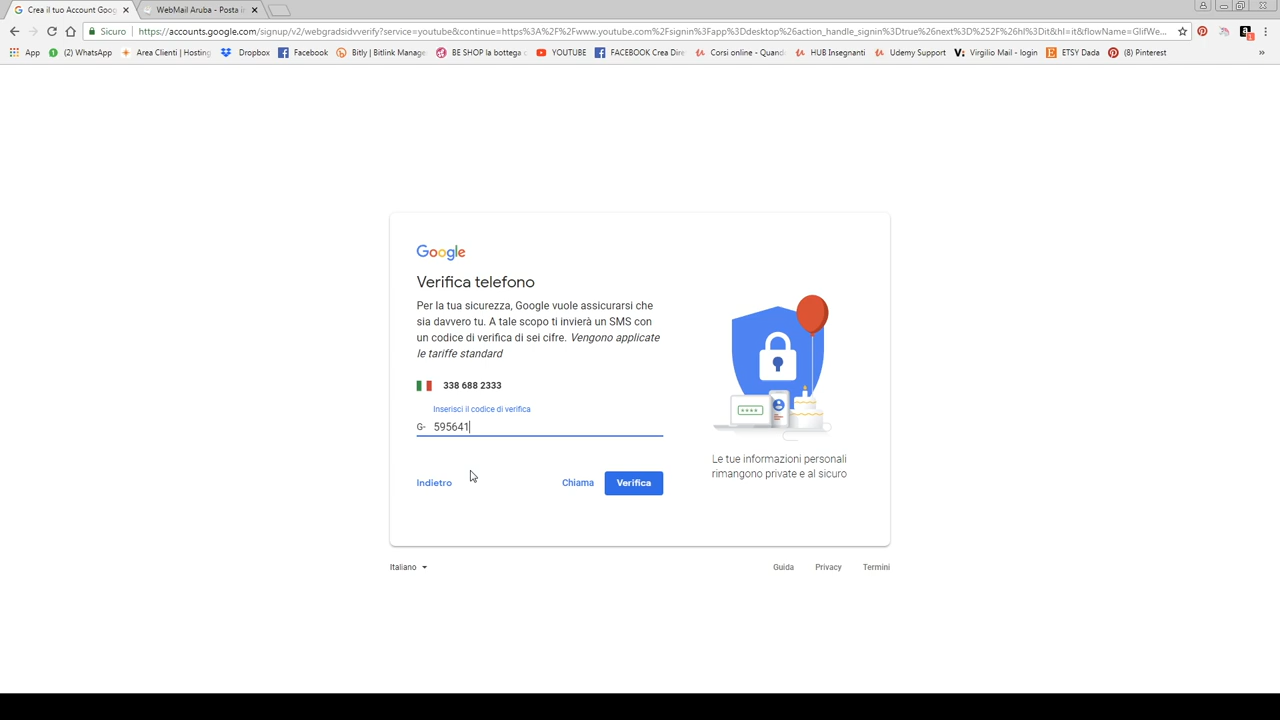 Crea il tuo Account Goog
WebMail Aruba - Posta in
Sicuro
https://accounts.google.com/signup/v2/webgradsidvverify?service=youtube&continue=https%3A%2F%2Fwww.youtube.com%2Fsignin%3Fapp%3Ddesktop%26action_handle_signin%3Dtrue%26next%3D%252F%26hl%3Dit&hl=it&flowName=GlifWe...
App
(2) WhatsApp
Area Clienti | Hosting
Dropbox
Facebook
Bitly | Bitlink Manag
BE SHOP la bottega c
YOUTUBE
FACEBOOK Crea Dire
Corsi online - Quand
HUB Insegnanti
Udemy Support
Virgilio Mail - login
ETSY Dada
(8) Pinterest
»
Google
Verifica telefono
Per la tua sicurezza, Google vuole assicurarsi che
sia davvero tu. A tale scopo ti invierà un SMS con
un codice di verifica di sei cifre. Vengono applicate
le tariffe standard
338 688 2333
Inserisci il codice di verifica
G- 595641
Indietro
Chiama
Verifica
Le tue informazioni personali
rimangono private e al sicuro
Italiano
Guida
Privacy
Termini